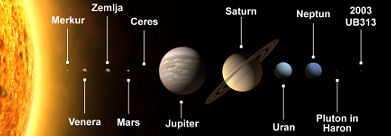 Merkur
Venera
Zemlja
Mars
Ceres
Jupiter
Saturn
Uran
Neptun
Pluton in
Haron
2003
UB313